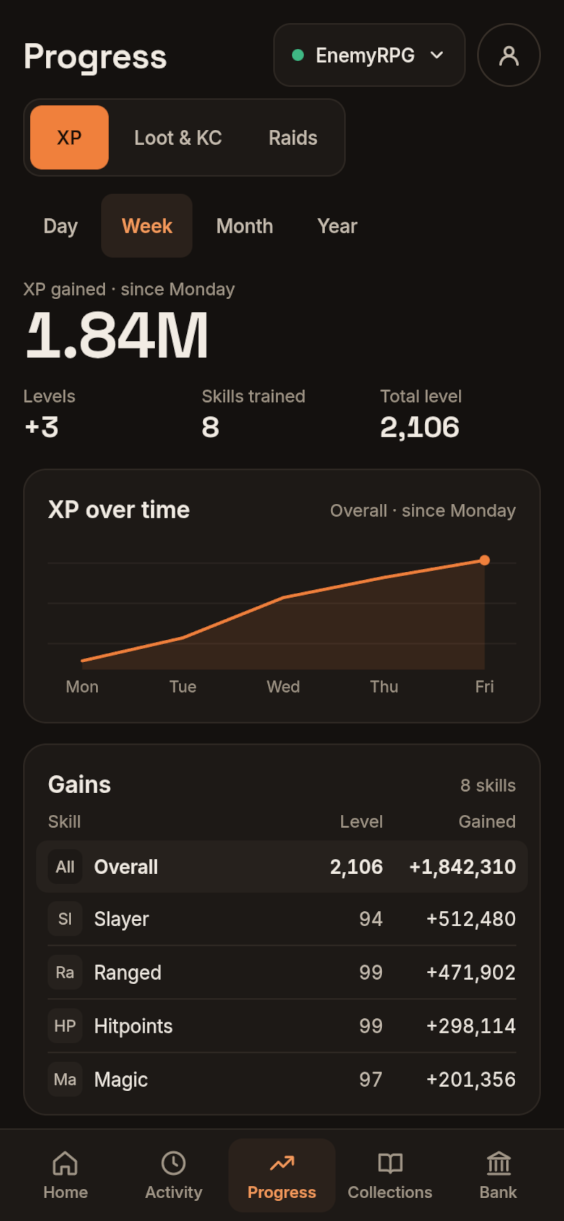 Progress
EnemyRPG
XP Loot & KC Raids
Day Week Month Year
XP gained · since Monday
1.84M
Levels Skills trained Total level
+3 8 2,106
XP over time Overall · since Monday
Mon Tue Wed Thu Fri
Gains 8 skills
Skill Level Gained
All Overall 2,106 +1,842,310
Sl Slayer 94 +512,480
Ra Ranged 99 +471,902
HP Hitpoints 99 +298,114
Ma Magic 97 +201,356
Home Activity Progress Collections Bank